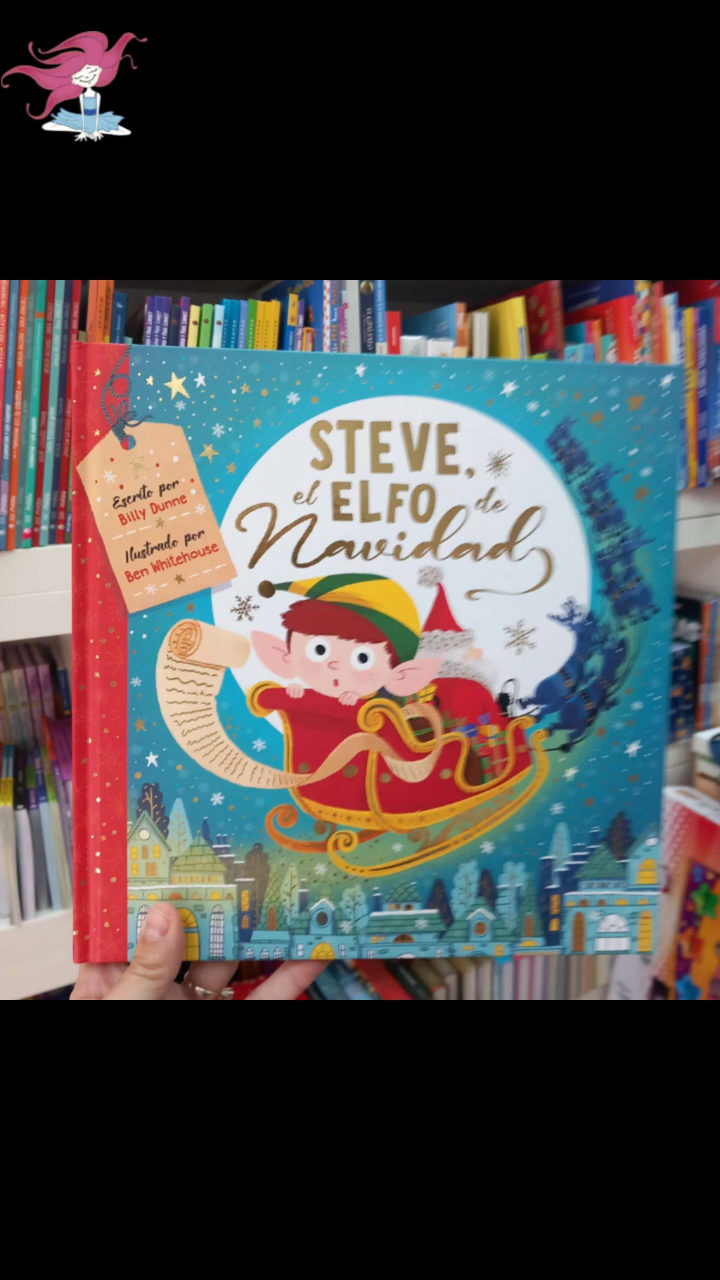 Escrito por
Billy Dunne
Ilustrado por
Ben Whitehouse
STEVE,
el ELFO de
Navidad